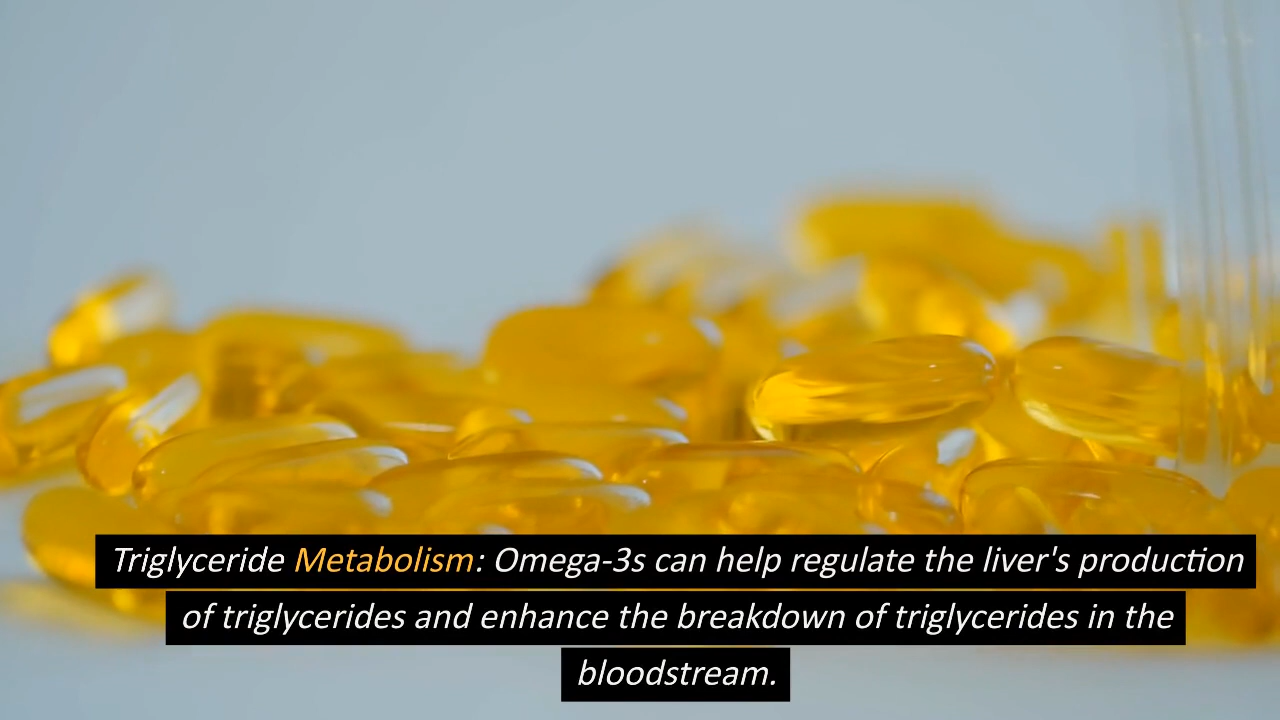 Triglyceride Metabolism: Omega-3s can help regulate the liver's production
of triglycerides and enhance the breakdown of triglycerides in the
bloodstream.